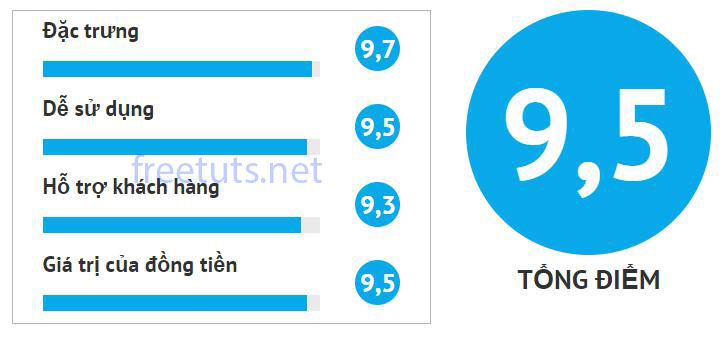 Đặc trưng
9,7
Dễ sử dụng
9,5
freetuts.net
Hỗ trợ khách hàng
9,3
Giá trị của đồng tiền
9,5
9,5
TỔNG ĐIỂM